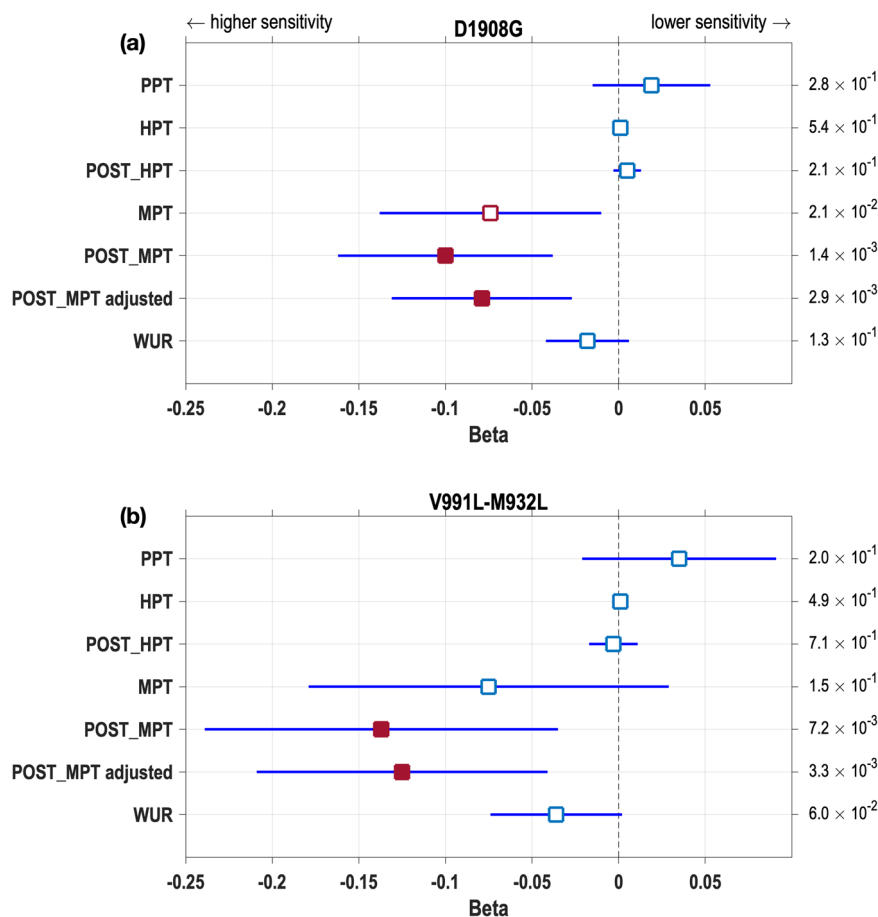 ← higher sensitivity lower sensitivity →
(a) D1908G
PPT 2.8 × 10⁻¹
HPT 5.4 × 10⁻¹
POST_HPT 2.1 × 10⁻¹
MPT 2.1 × 10⁻²
POST_MPT 1.4 × 10⁻³
POST_MPT adjusted 2.9 × 10⁻³
WUR 1.3 × 10⁻¹
-0.25 -0.2 -0.15 -0.1 -0.05 0 0.05
Beta
(b) V991L-M932L
PPT 2.0 × 10⁻¹
HPT 4.9 × 10⁻¹
POST_HPT 7.1 × 10⁻¹
MPT 1.5 × 10⁻¹
POST_MPT 7.2 × 10⁻³
POST_MPT adjusted 3.3 × 10⁻³
WUR 6.0 × 10⁻²
-0.25 -0.2 -0.15 -0.1 -0.05 0 0.05
Beta